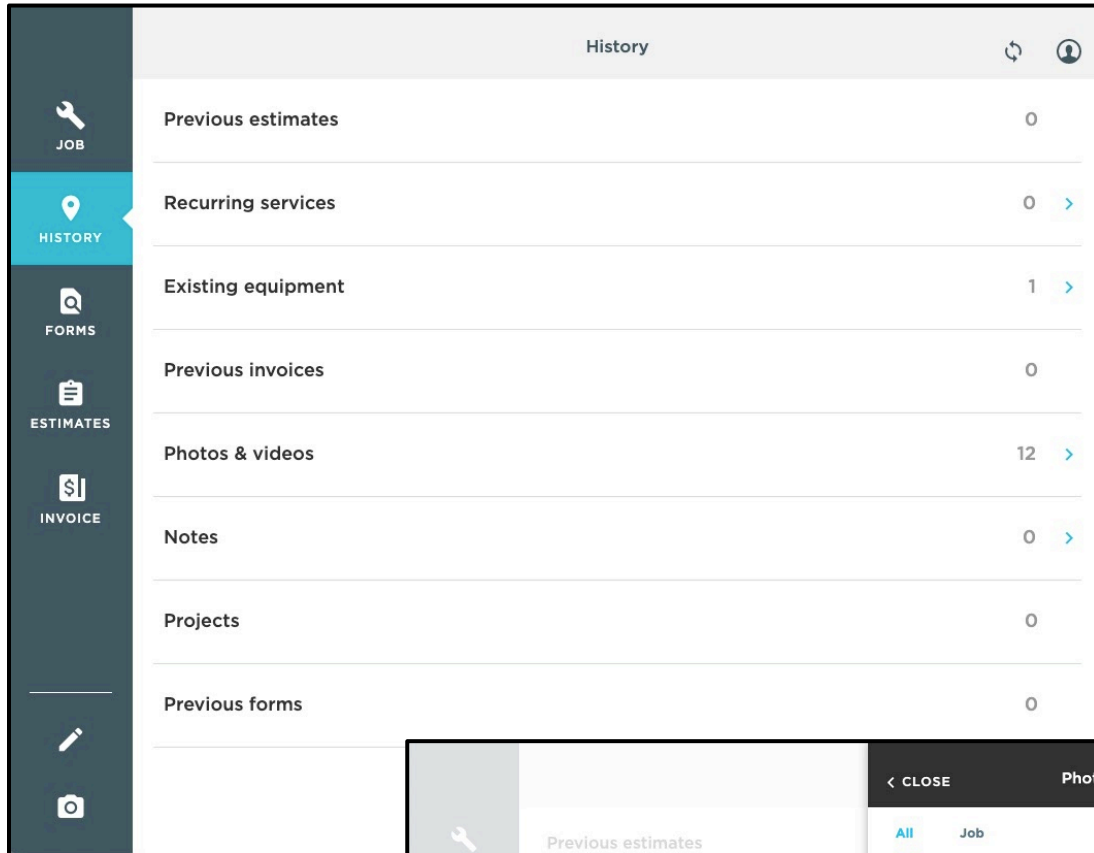 History
JOB
HISTORY
FORMS
ESTIMATES
INVOICE
Previous estimates 0
Recurring services 0
Existing equipment 1
Previous invoices 0
Photos & videos 12
Notes 0
Projects 0
Previous forms 0
< CLOSE
All Job
Previous estimates